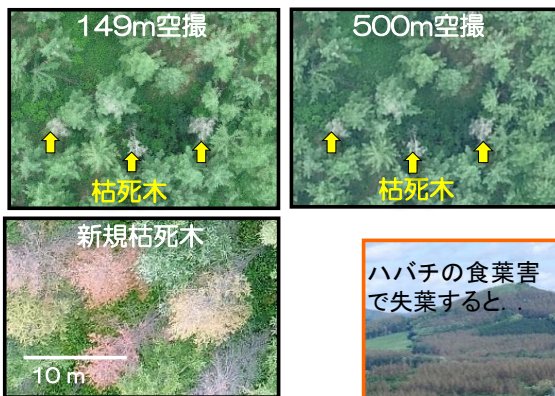 149m空撮
枯死木
500m空撮
枯死木
新規枯死木
10 m
ハバチの食葉害
で失葉すると. .